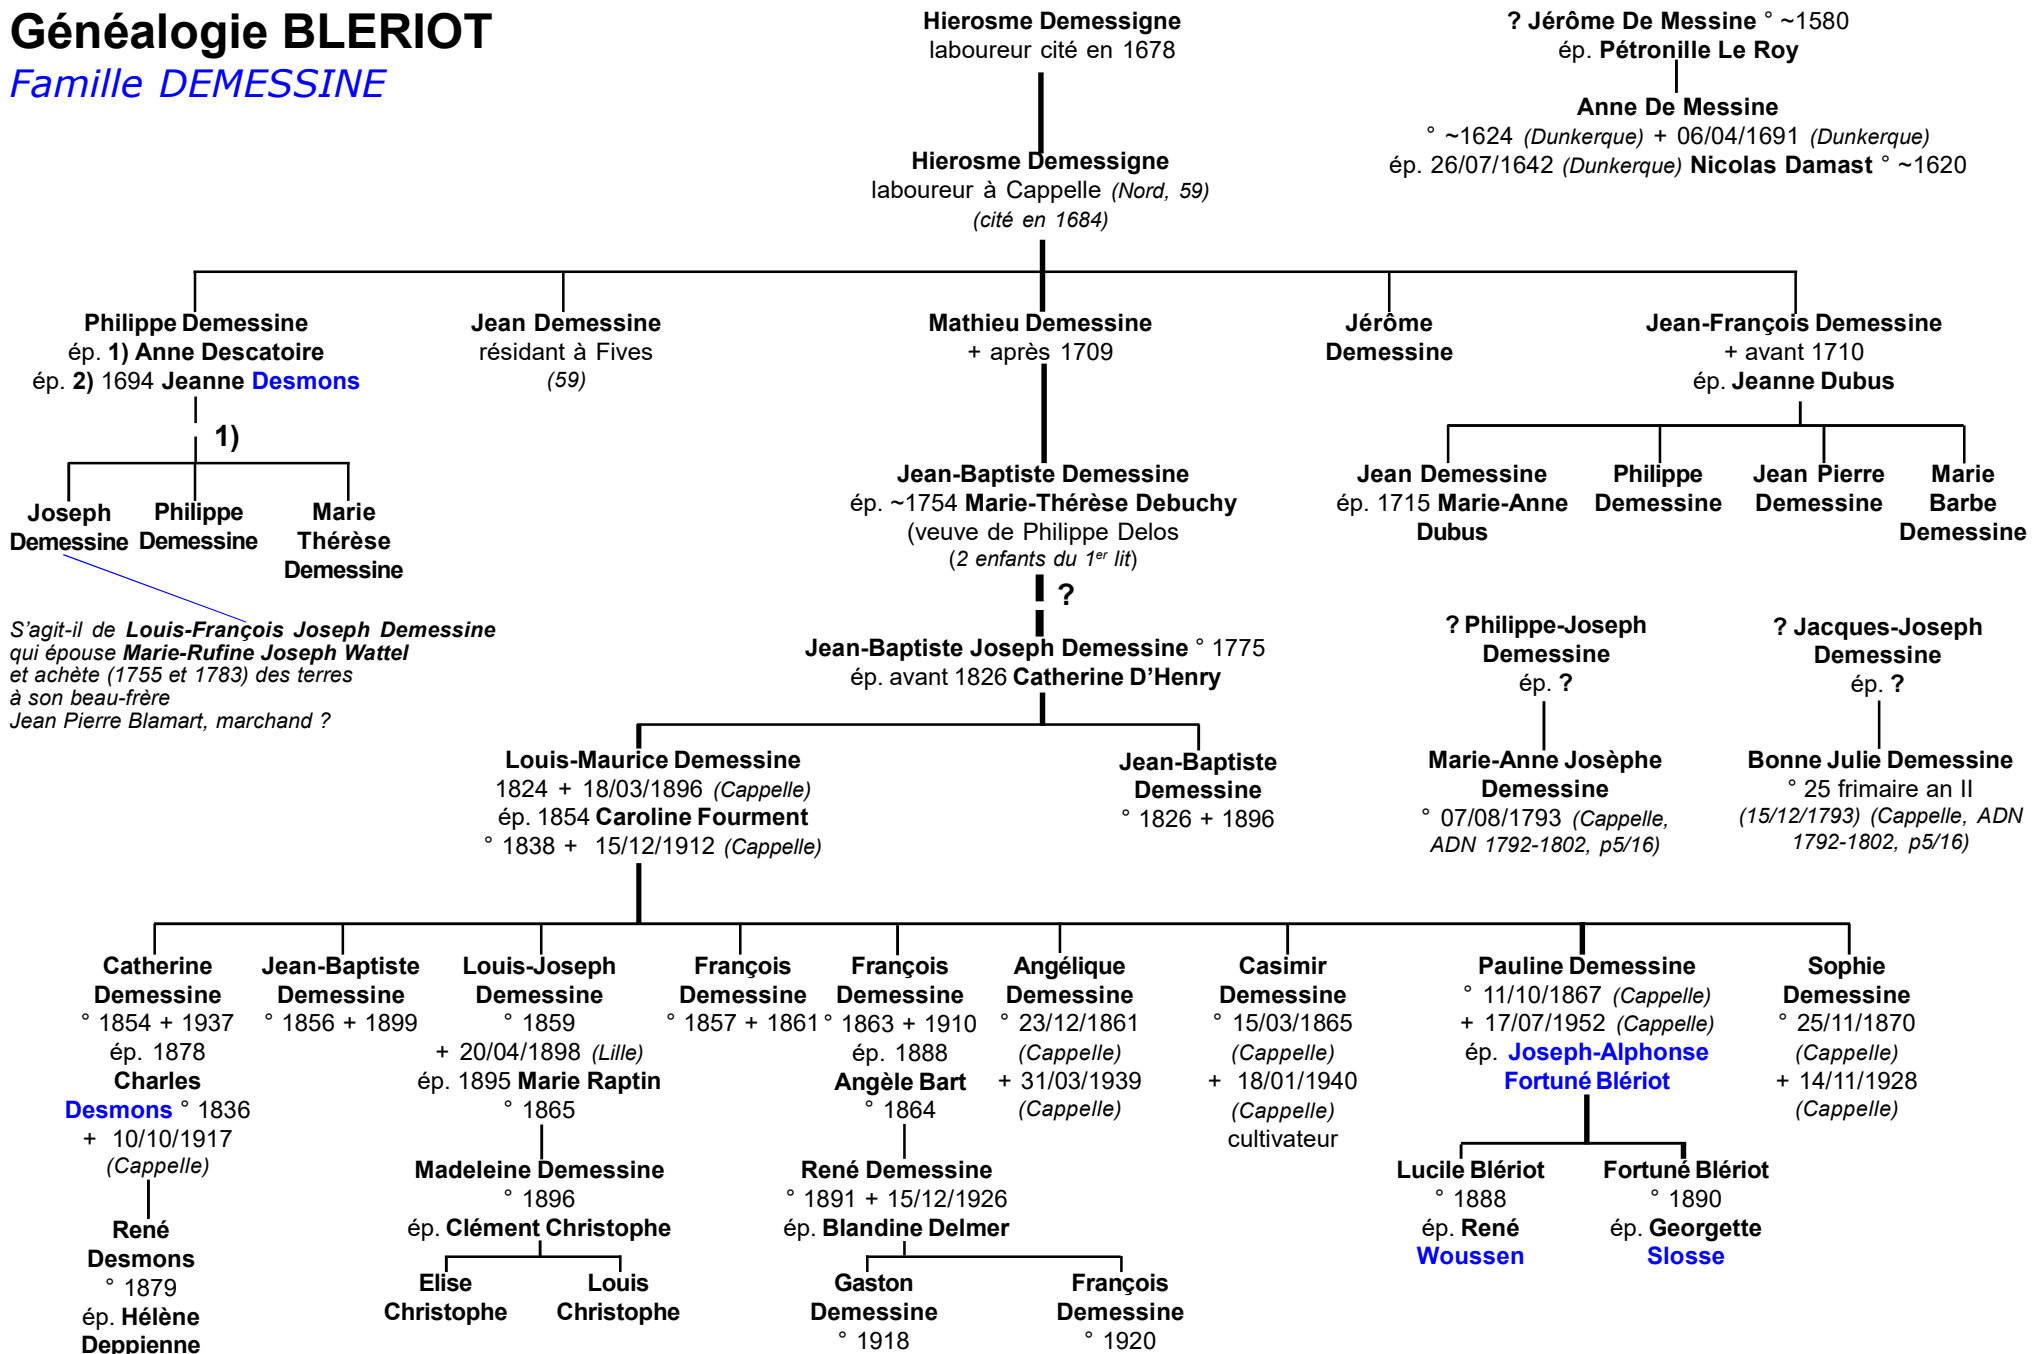 Généalogie BLERIOT
Famille DEMESSINE
Hierosme Demessigne
laboureur cité en 1678
? Jérôme De Messine ° ~1580
ép. Pétronille Le Roy
Anne De Messine
° ~1624 (Dunkerque) + 06/04/1691 (Dunkerque)
ép. 26/07/1642 (Dunkerque) Nicolas Damast ° ~1620
Hierosme Demessigne
laboureur à Cappelle (Nord, 59)
(cité en 1684)
Philippe Demessine
ép. 1) Anne Descatoire
ép. 2) 1694 Jeanne Desmons
Jean Demessine
résidant à Fives
(59)
Mathieu Demessine
+ après 1709
Jérôme
Demessine
Jean-François Demessine
+ avant 1710
ép. Jeanne Dubus
1)
Joseph
Demessine
Philippe
Demessine
Marie
Thérèse
Demessine
Jean-Baptiste Demessine
ép. ~1754 Marie-Thérèse Debuchy
(veuve de Philippe Delos
(2 enfants du 1er lit)
?
Jean Demessine
ép. 1715 Marie-Anne
Dubus
Philippe
Demessine
Jean Pierre
Demessine
Marie
Barbe
Demessine
S'agit-il de Louis-François Joseph Demessine
qui épouse Marie-Rufine Joseph Wattel
et achète (1755 et 1783) des terres
à son beau-frère
Jean Pierre Blamart, marchand ?
Jean-Baptiste Joseph Demessine ° 1775
ép. avant 1826 Catherine D'Henry
? Philippe-Joseph
Demessine
ép. ?
? Jacques-Joseph
Demessine
ép. ?
Louis-Maurice Demessine
1824 + 18/03/1896 (Cappelle)
ép. 1854 Caroline Fourment
° 1838 + 15/12/1912 (Cappelle)
Jean-Baptiste
Demessine
° 1826 + 1896
Marie-Anne Josèphe
Demessine
° 07/08/1793 (Cappelle,
ADN 1792-1802, p5/16)
Bonne Julie Demessine
° 25 frimaire an II
(15/12/1793) (Cappelle, ADN
1792-1802, p5/16)
Catherine
Demessine
° 1854 + 1937
ép. 1878
Charles
Desmons ° 1836
+ 10/10/1917
(Cappelle)
Jean-Baptiste
Demessine
° 1856 + 1899
Louis-Joseph
Demessine
° 1859
+ 20/04/1898 (Lille)
ép. 1895 Marie Raptin
° 1865
François
Demessine
° 1857 + 1861
François
Demessine
° 1863 + 1910
ép. 1888
Angèle Bart
° 1864
Angélique
Demessine
° 23/12/1861
(Cappelle)
+ 31/03/1939
(Cappelle)
Casimir
Demessine
° 15/03/1865
(Cappelle)
+ 18/01/1940
(Cappelle)
cultivateur
Pauline Demessine
° 11/10/1867 (Cappelle)
+ 17/07/1952 (Cappelle)
ép. Joseph-Alphonse
Fortuné Blériot
Sophie
Demessine
° 25/11/1870
(Cappelle)
+ 14/11/1928
(Cappelle)
René
Desmons
° 1879
ép. Hélène
Deppienne
Madeleine Demessine
° 1896
ép. Clément Christophe
Elise
Christophe
Louis
Christophe
René Demessine
° 1891 + 15/12/1926
ép. Blandine Delmer
Gaston
Demessine
° 1918
François
Demessine
° 1920
Lucile Blériot
° 1888
ép. René
Woussen
Fortuné Blériot
° 1890
ép. Georgette
Slosse